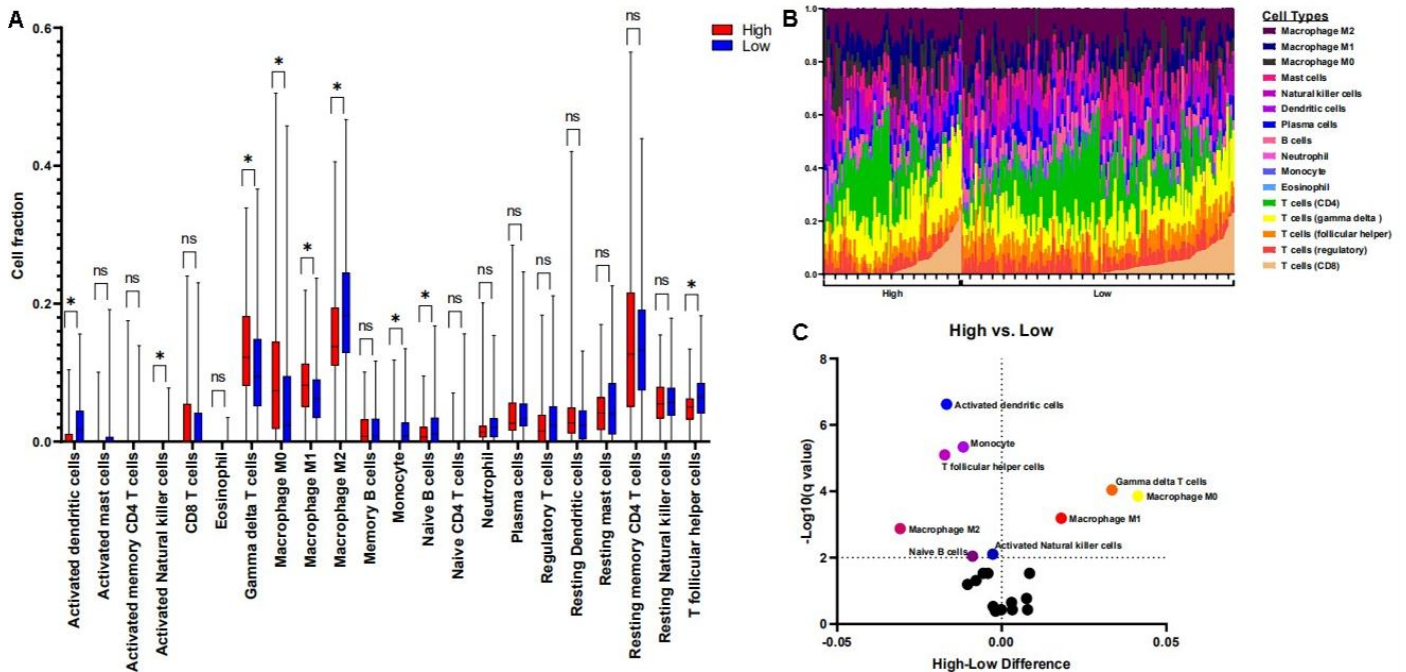 A
0.6
0.4
0.2
0.0
Cell fraction
High
Low
*
ns
ns
*
ns
ns
*
*
*
*
ns
*
*
ns
ns
ns
ns
ns
ns
ns
ns
*
Activated dendritic cells
Activated mast cells
Activated memory CD4 T cells
Activated Natural killer cells
CD8 T cells
Eosinophil
Gamma delta T cells
Macrophage M0
Macrophage M1
Macrophage M2
Memory B cells
Monocyte
Naive B cells
Naive CD4 T cells
Neutrophil
Plasma cells
Regulatory T cells
Resting Dendritic cells
Resting mast cells
Resting memory CD4 T cells
Resting Natural killer cells
T follicular helper cells
B
1.0
0.8
0.6
0.4
0.2
0.0
High
Low
Cell Types
Macrophage M2
Macrophage M1
Macrophage M0
Mast cells
Natural killer cells
Dendritic cells
Plasma cells
B cells
Neutrophil
Monocyte
Eosinophil
T cells (CD4)
T cells (gamma delta )
T cells (follicular helper)
T cells (regulatory)
T cells (CD8)
C
High vs. Low
8
6
4
2
0
-Log10(q value)
Activated dendritic cells
Monocyte
T follicular helper cells
Gamma delta T cells
Macrophage M0
Macrophage M1
Macrophage M2
Activated Natural killer cells
Naive B cells
-0.05
0.00
0.05
High-Low Difference